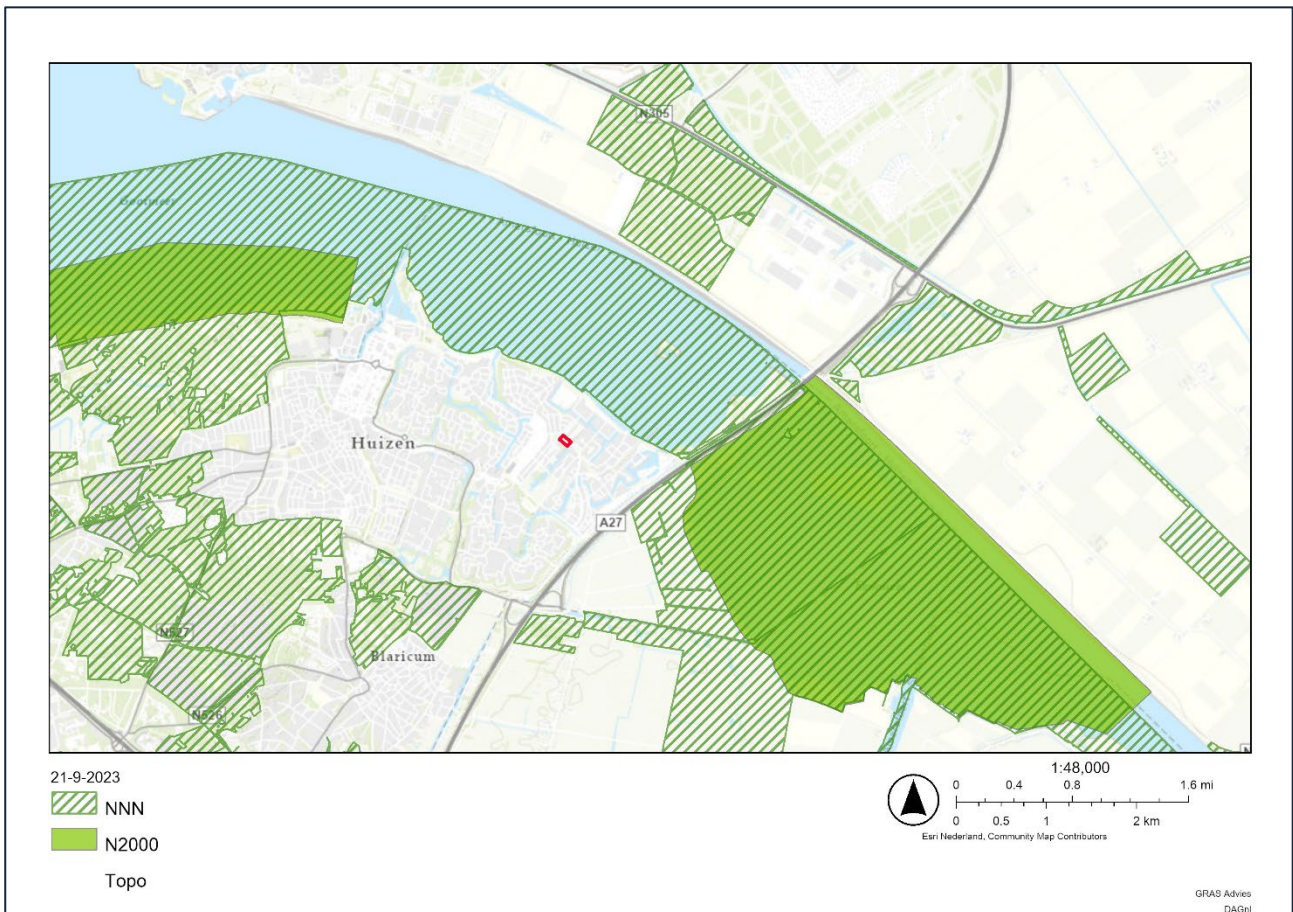 N305
Gooimeer
Huizen
A27
N527
Blaricum
N526
21-9-2023
NNN
N2000
Topo
1:48,000
0 0.4 0.8 1.6 mi
0 0.5 1 2 km
Esri Nederland, Community Map Contributors
GRAS Advies
DAGnl